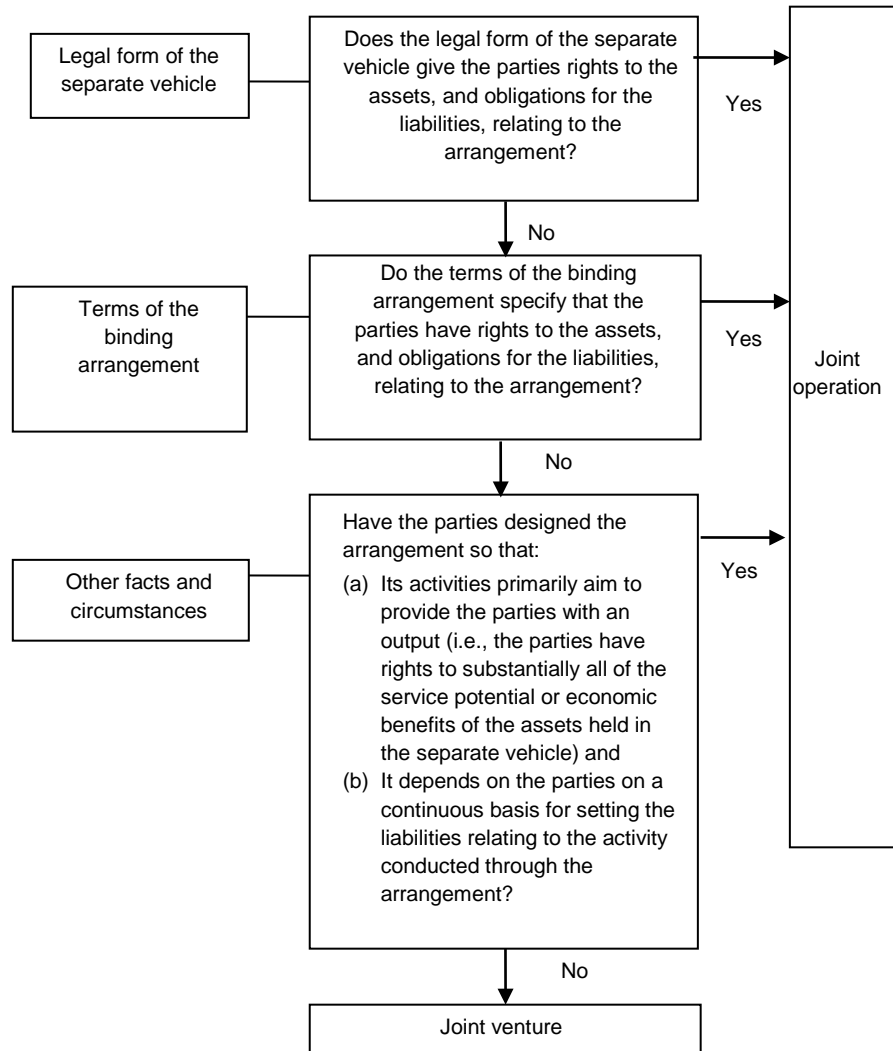 Legal form of the
separate vehicle
Does the legal form of the separate
vehicle give the parties rights to the
assets, and obligations for the
liabilities, relating to the
arrangement?
Yes
No
Terms of the
binding
arrangement
Do the terms of the binding
arrangement specify that the
parties have rights to the assets,
and obligations for the liabilities,
relating to the arrangement?
Yes
Joint
operation
No
Other facts and
circumstances
Have the parties designed the
arrangement so that:
(a) Its activities primarily aim to
provide the parties with an
output (i.e., the parties have
rights to substantially all of the
service potential or economic
benefits of the assets held in
the separate vehicle) and
(b) It depends on the parties on a
continuous basis for setting the
liabilities relating to the activity
conducted through the
arrangement?
Yes
No
Joint venture